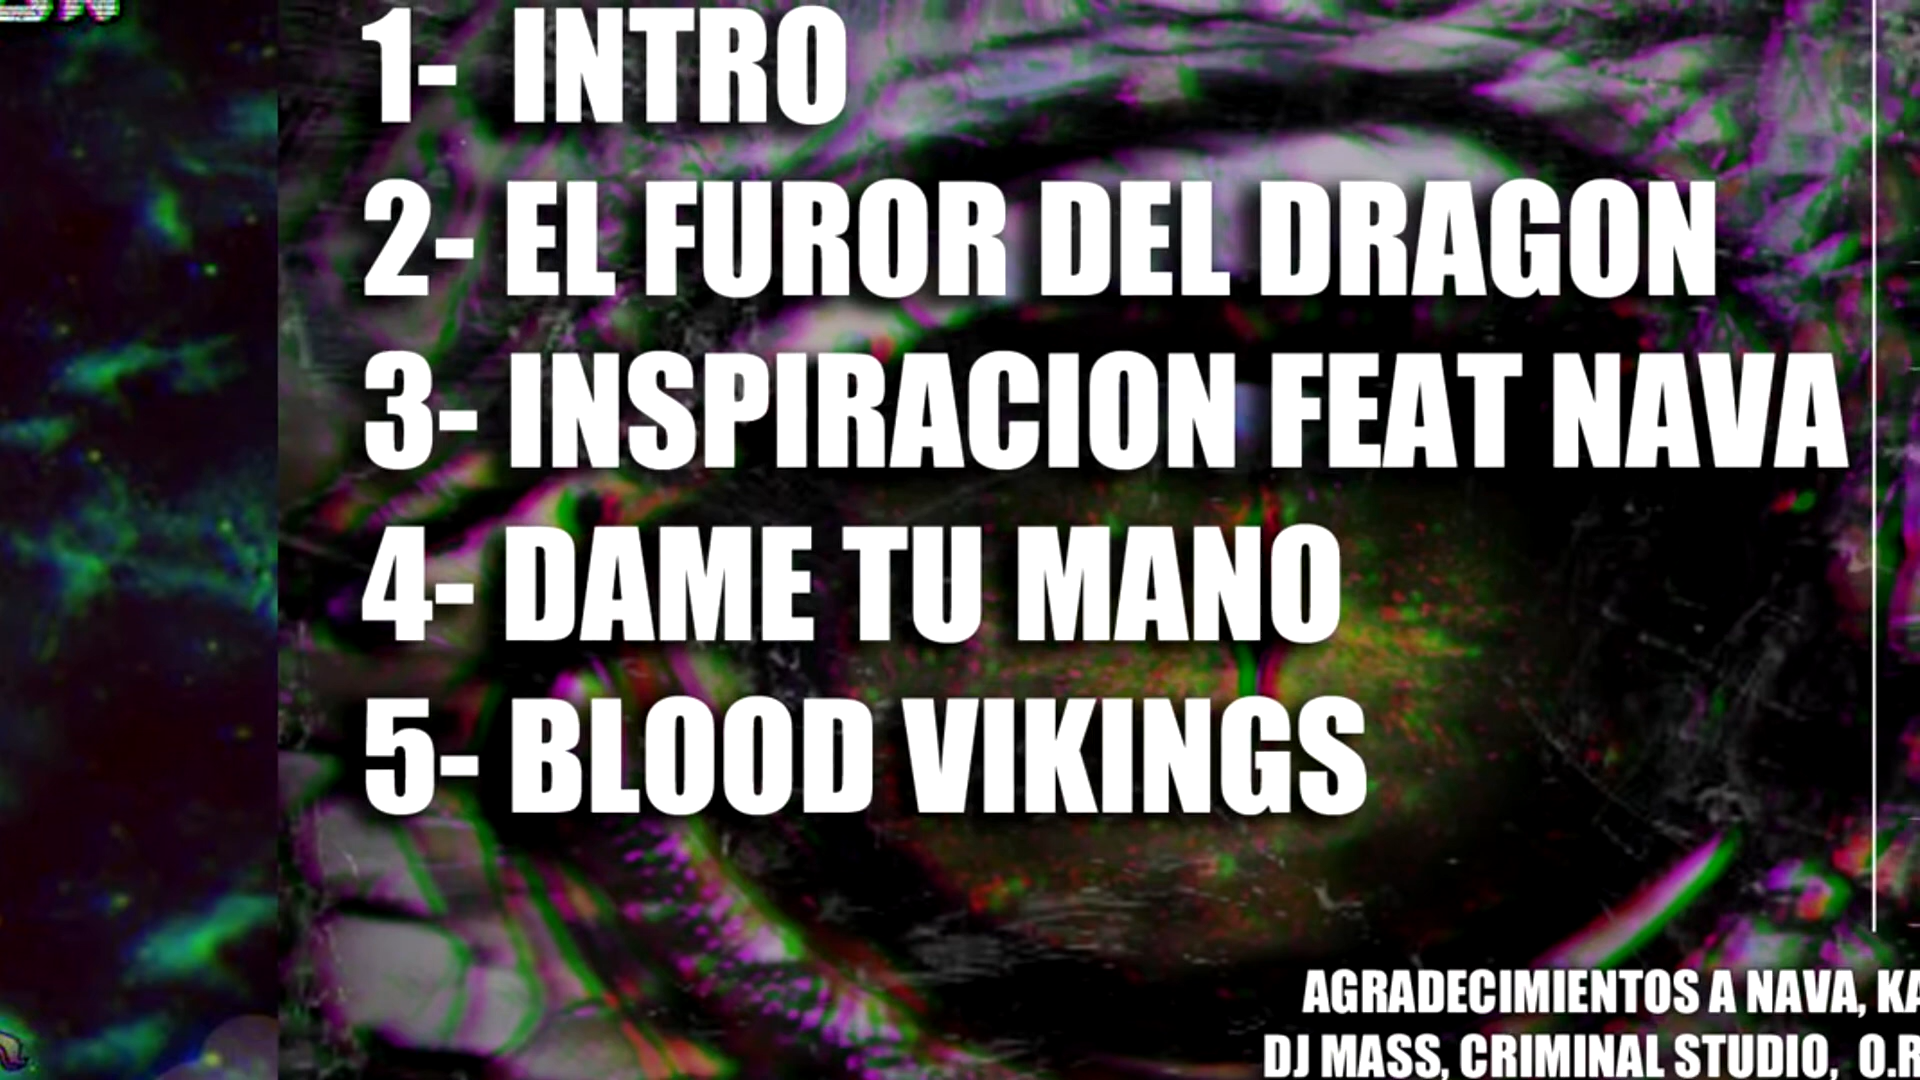 1- INTRO
2- EL FUROR DEL DRAGON
3- INSPIRACION FEAT NAVA
4- DAME TU MANO
5- BLOOD VIKINGS
AGRADECIMIENTOS A NAVA,
DJ MASS, CRIMINAL STUDIO,